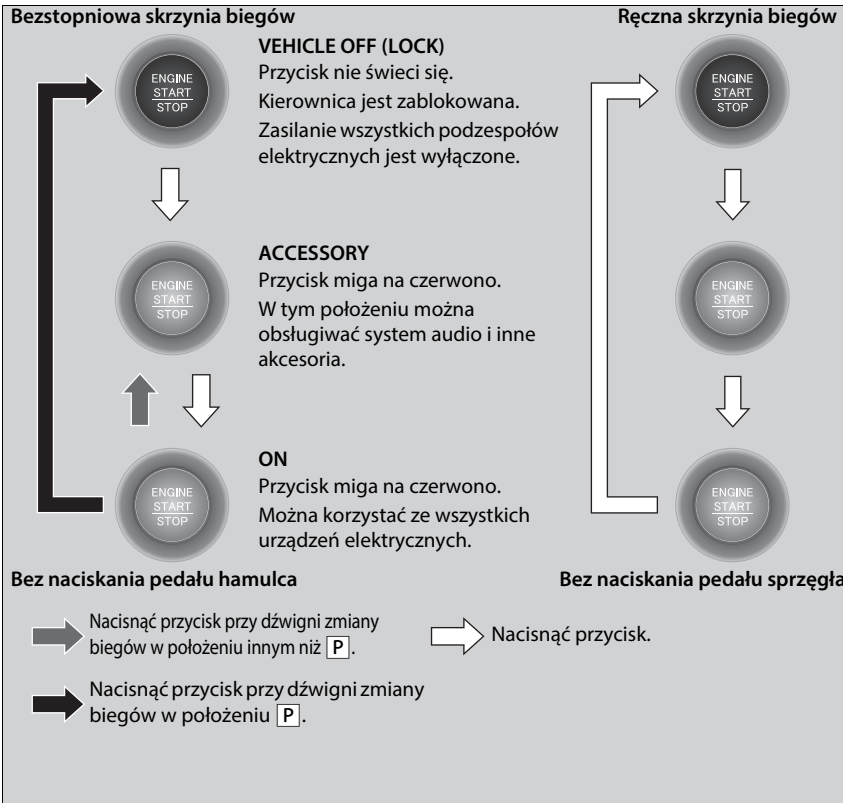 Bezstopniowa skrzynia biegów
Ręczna skrzynia biegów
ENGINE
START
STOP
VEHICLE OFF (LOCK)
Przycisk nie świeci się.
Kierownica jest zablokowana.
Zasilanie wszystkich podzespołów
elektrycznych jest wyłączone.
ENGINE
START
STOP
ENGINE
START
STOP
ACCESSORY
Przycisk miga na czerwono.
W tym położeniu można
obsługiwać system audio i inne
akcesoria.
ENGINE
START
STOP
ENGINE
START
STOP
ON
Przycisk miga na czerwono.
Można korzystać ze wszystkich
urządzeń elektrycznych.
ENGINE
START
STOP
Bez naciskania pedału hamulca
Bez naciskania pedału sprzęgła
Nacisnąć przycisk przy dźwigni zmiany
biegów w położeniu innym niż P.
Nacisnąć przycisk.
Nacisnąć przycisk przy dźwigni zmiany
biegów w położeniu P.